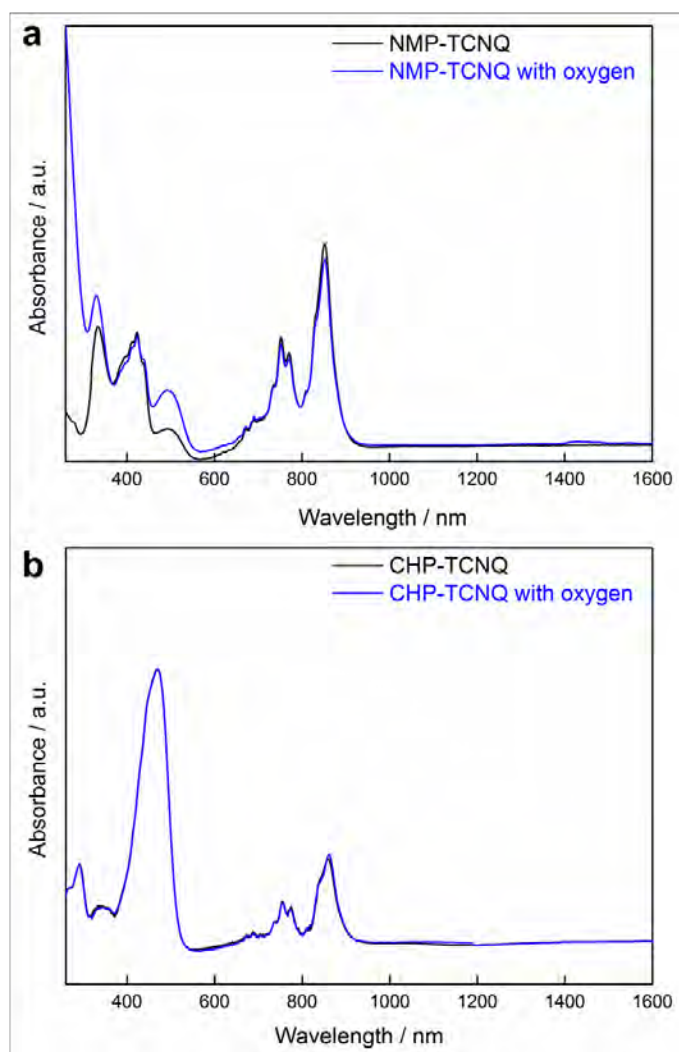 a
NMP-TCNQ
NMP-TCNQ with oxygen
Absorbance / a.u.
400 600 800 1000 1200 1400 1600
Wavelength / nm
b
CHP-TCNQ
CHP-TCNQ with oxygen
Absorbance / a.u.
400 600 800 1000 1200 1400 1600
Wavelength / nm